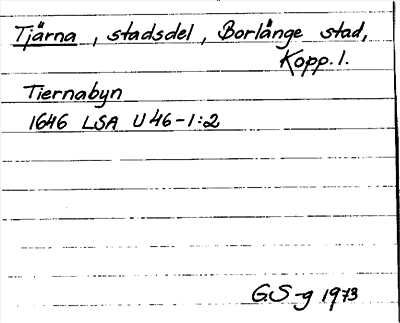 Tjärna, stadsdel, Borlänge stad,
Kopp. l.
Tiernabyn
1646 LSA U 46-1:2
GS-g 1973